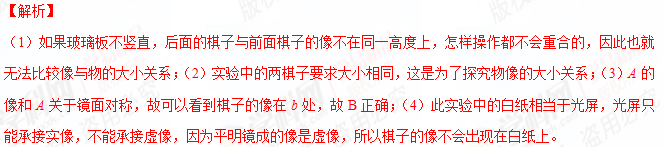 【解析】
（1）如果玻璃板不竖直，后面的棋子与前面棋子的像不在同一高度上，怎样操作都不会重合的，因此也就
无法比较像与物的大小关系；（2）实验中的两棋子要求大小相同，这是为了探究物像的大小关系；（3）A 的
像和 A 关于镜面对称，故可以看到棋子的像在 b 处，故 B 正确；（4）此实验中的白纸相当于光屏，光屏只
能承接实像，不能承接虚像，因为平明镜成的像是虚像，所以棋子的像不会出现在白纸上。